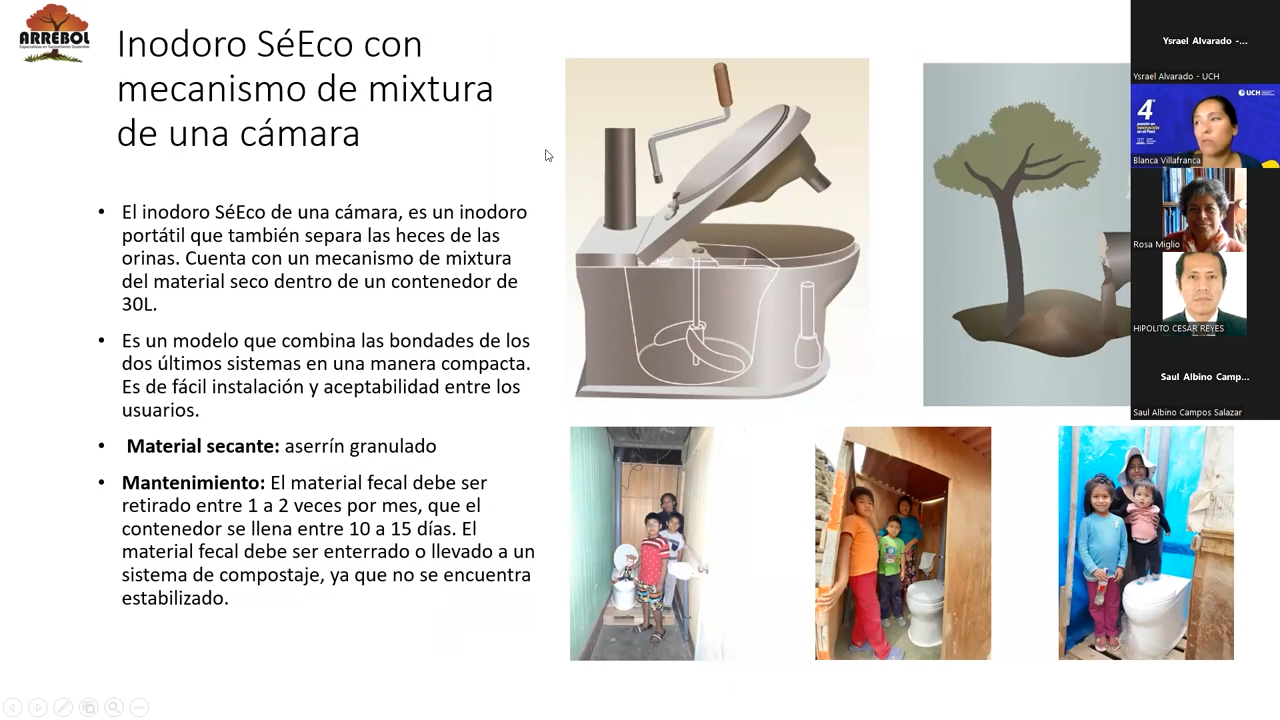 ARRËBOL
Especialistas en Saneamiento Sostenible
Inodoro SéEco con
mecanismo de mixtura
de una cámara
• El inodoro SéEco de una cámara, es un inodoro
portátil que también separa las heces de las
orinas. Cuenta con un mecanismo de mixtura
del material seco dentro de un contenedor de
30L.
• Es un modelo que combina las bondades de los
dos últimos sistemas en una manera compacta.
Es de fácil instalación y aceptabilidad entre los
usuarios.
• Material secante: aserrín granulado
• Mantenimiento: El material fecal debe ser
retirado entre 1 a 2 veces por mes, que el
contenedor se llena entre 10 a 15 días. El
material fecal debe ser enterrado o llevado a un
sistema de compostaje, ya que no se encuentra
estabilizado.
Ysrael Alvarado -...
Ysrael Alvarado - UCH
UCH
4°
Blanca Villafranca
Rosa Miglio
HIPOLITO CESAR REYES
Saul Albino Camp...
Saul Albino Campos Salazar